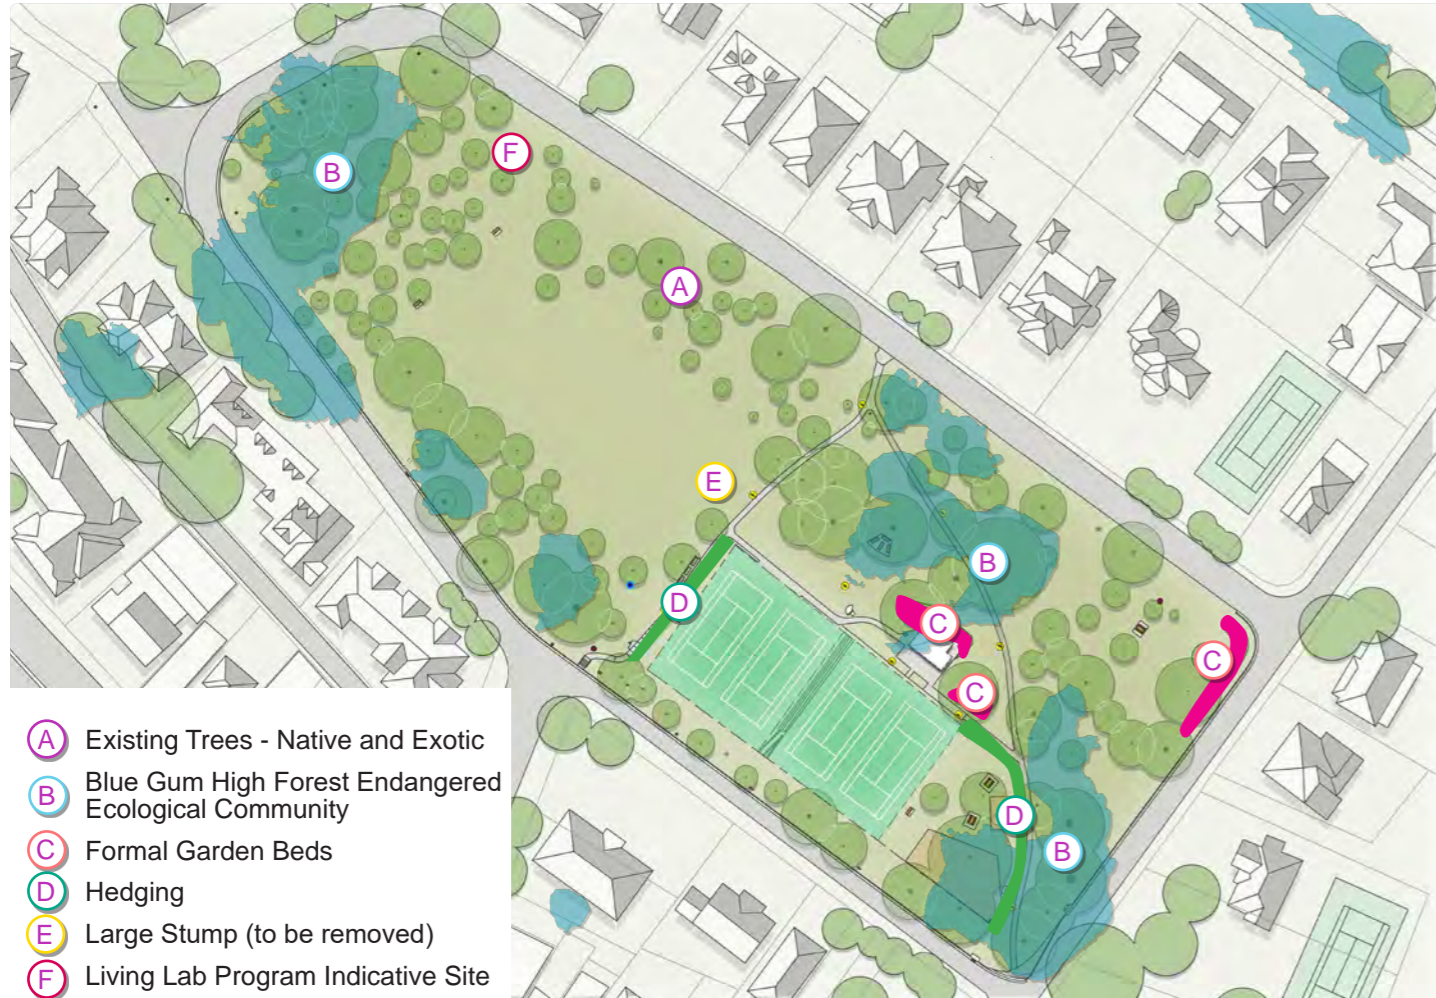 F
B
A
E
B
D
C
C
C
D
B
A Existing Trees - Native and Exotic
B Blue Gum High Forest Endangered
Ecological Community
C Formal Garden Beds
D Hedging
E Large Stump (to be removed)
F Living Lab Program Indicative Site